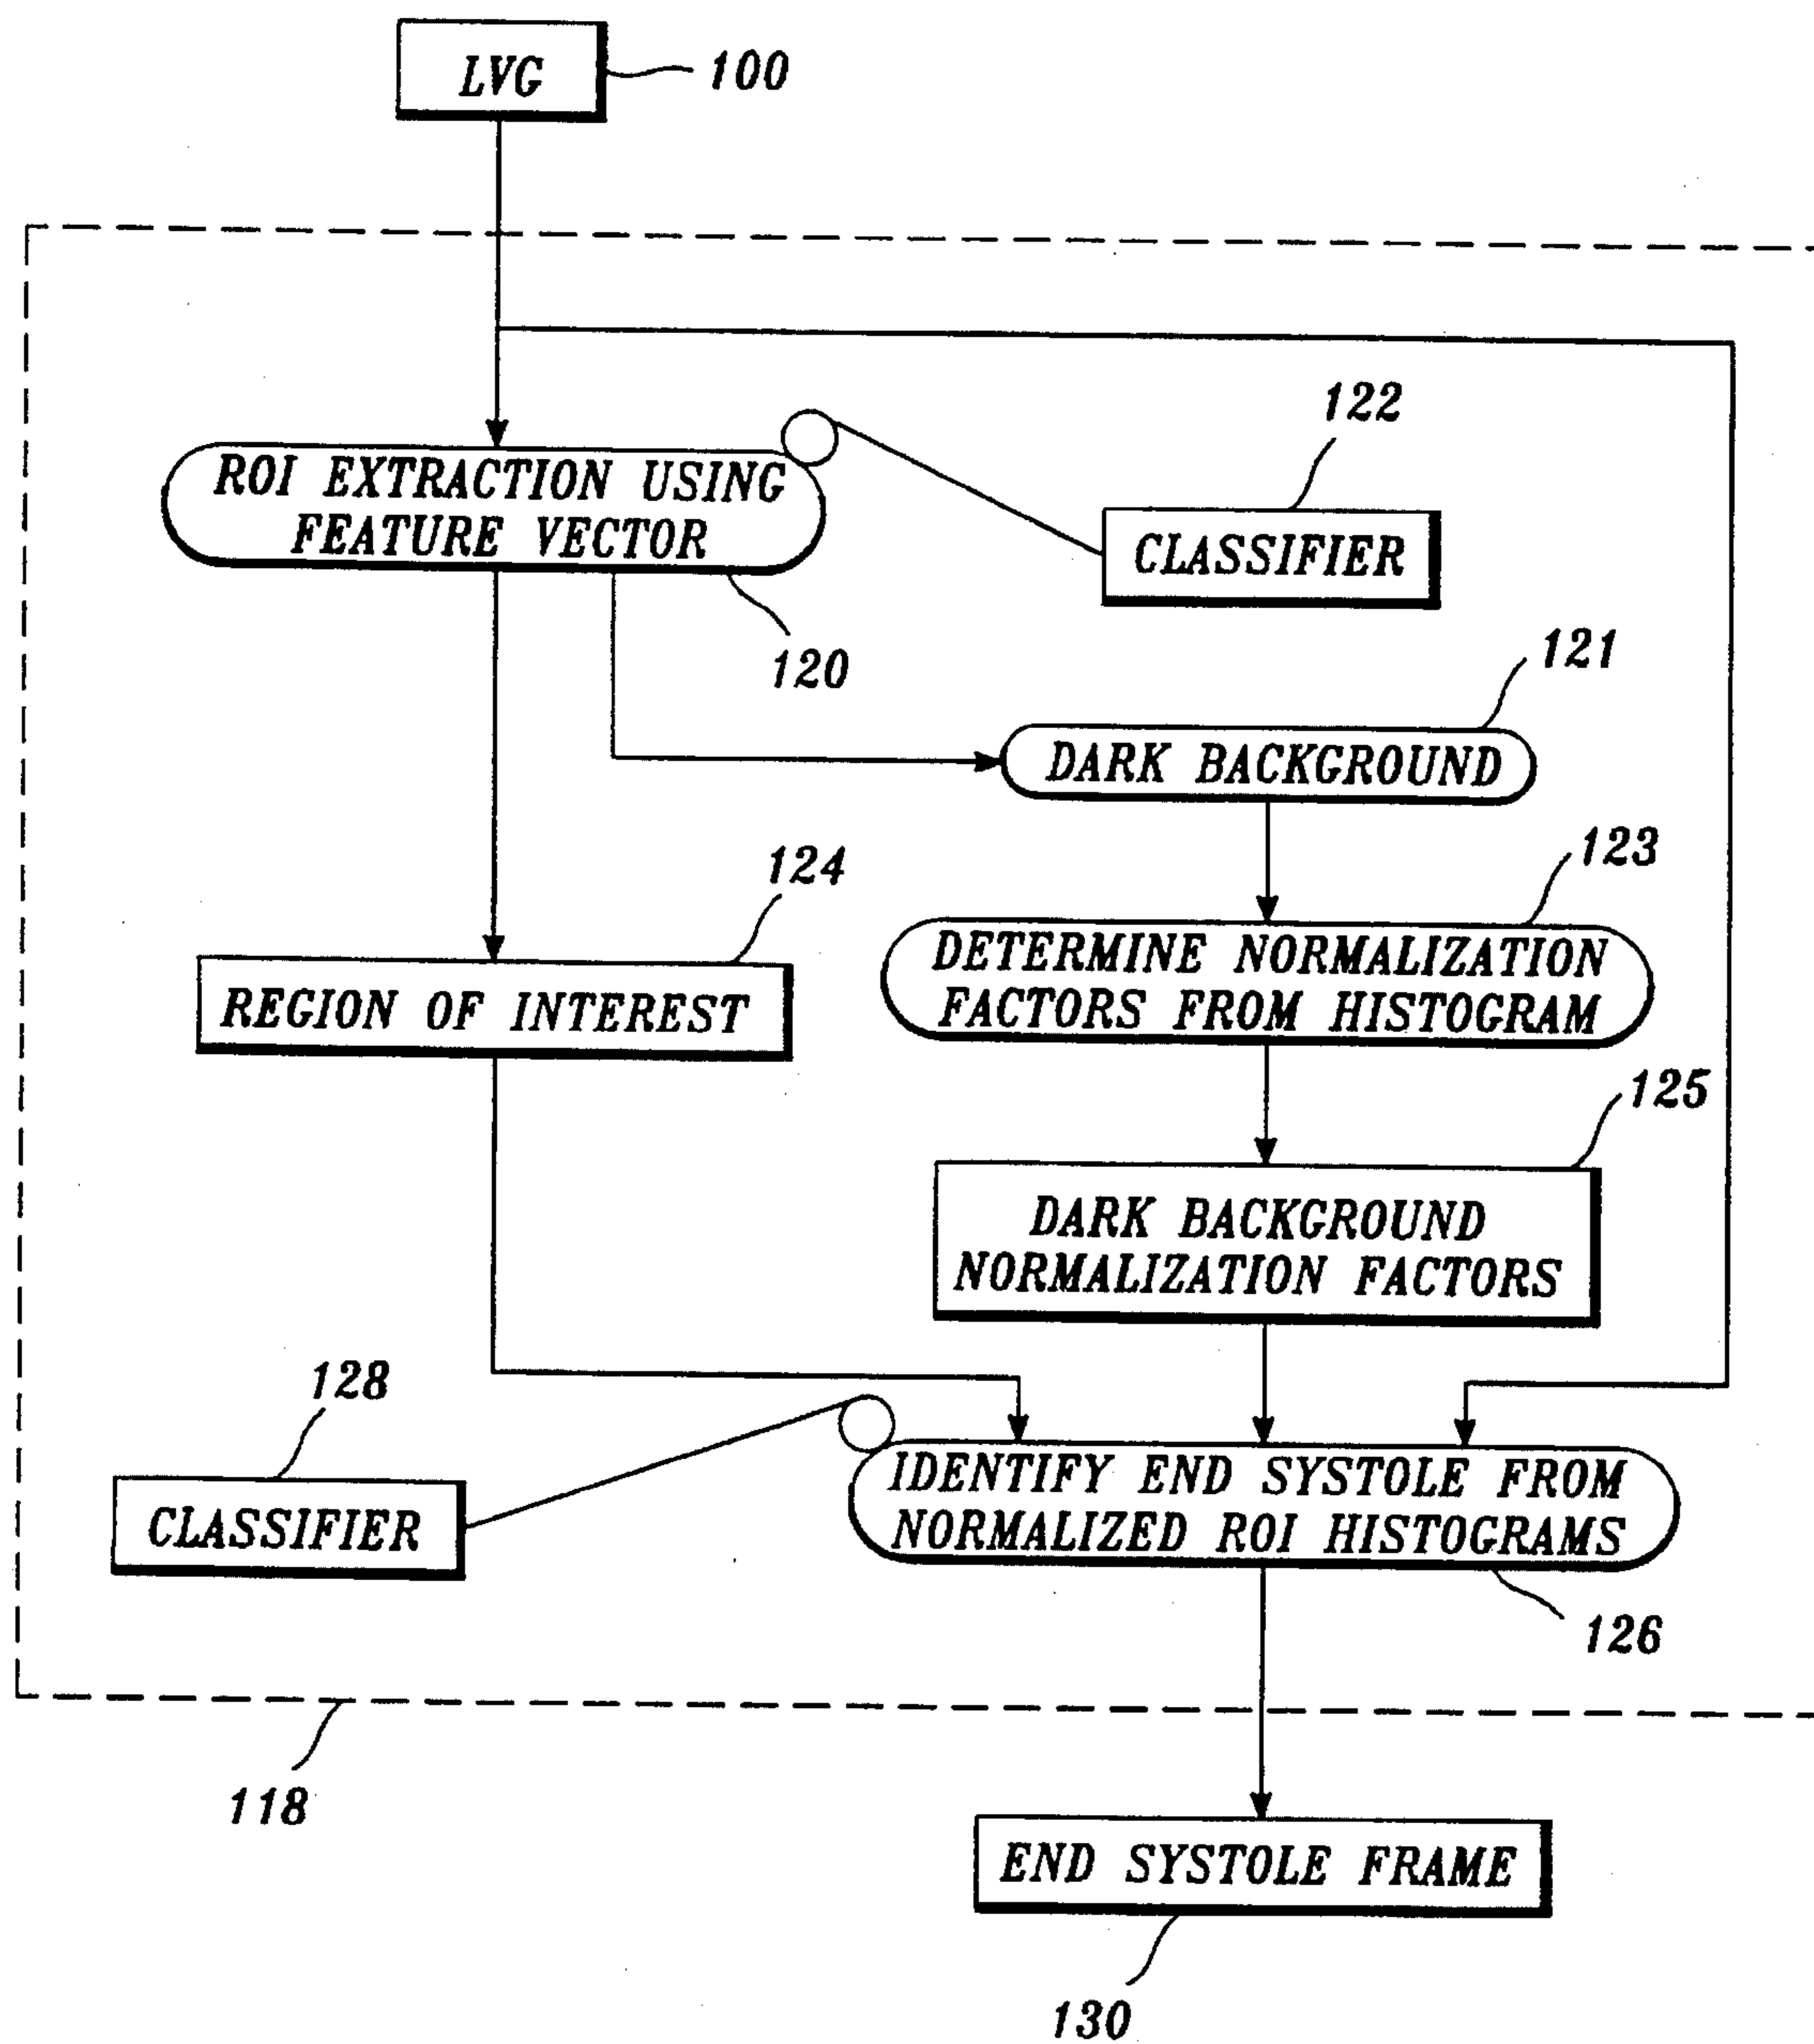 LVG
100
122
ROI EXTRACTION USING
FEATURE VECTOR
CLASSIFIER
120
121
DARK BACKGROUND
124
123
DETERMINE NORMALIZATION
FACTORS FROM HISTOGRAM
REGION OF INTEREST
125
DARK BACKGROUND
NORMALIZATION FACTORS
128
IDENTIFY END SYSTOLE FROM
NORMALIZED ROI HISTOGRAMS
CLASSIFIER
126
118
END SYSTOLE FRAME
130